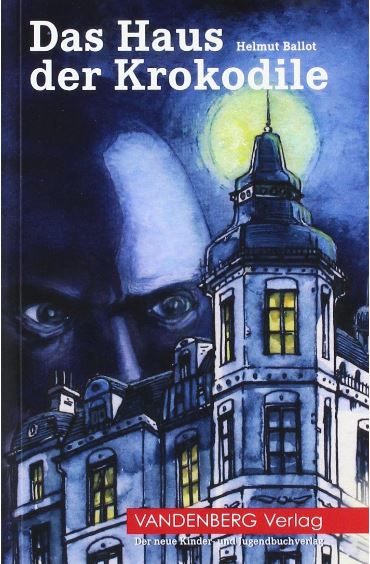 Das Haus
Helmut Ballot
der Krokodile
VANDENBERG Verlag
Der neue Kinder- und Jugendbuchverlag